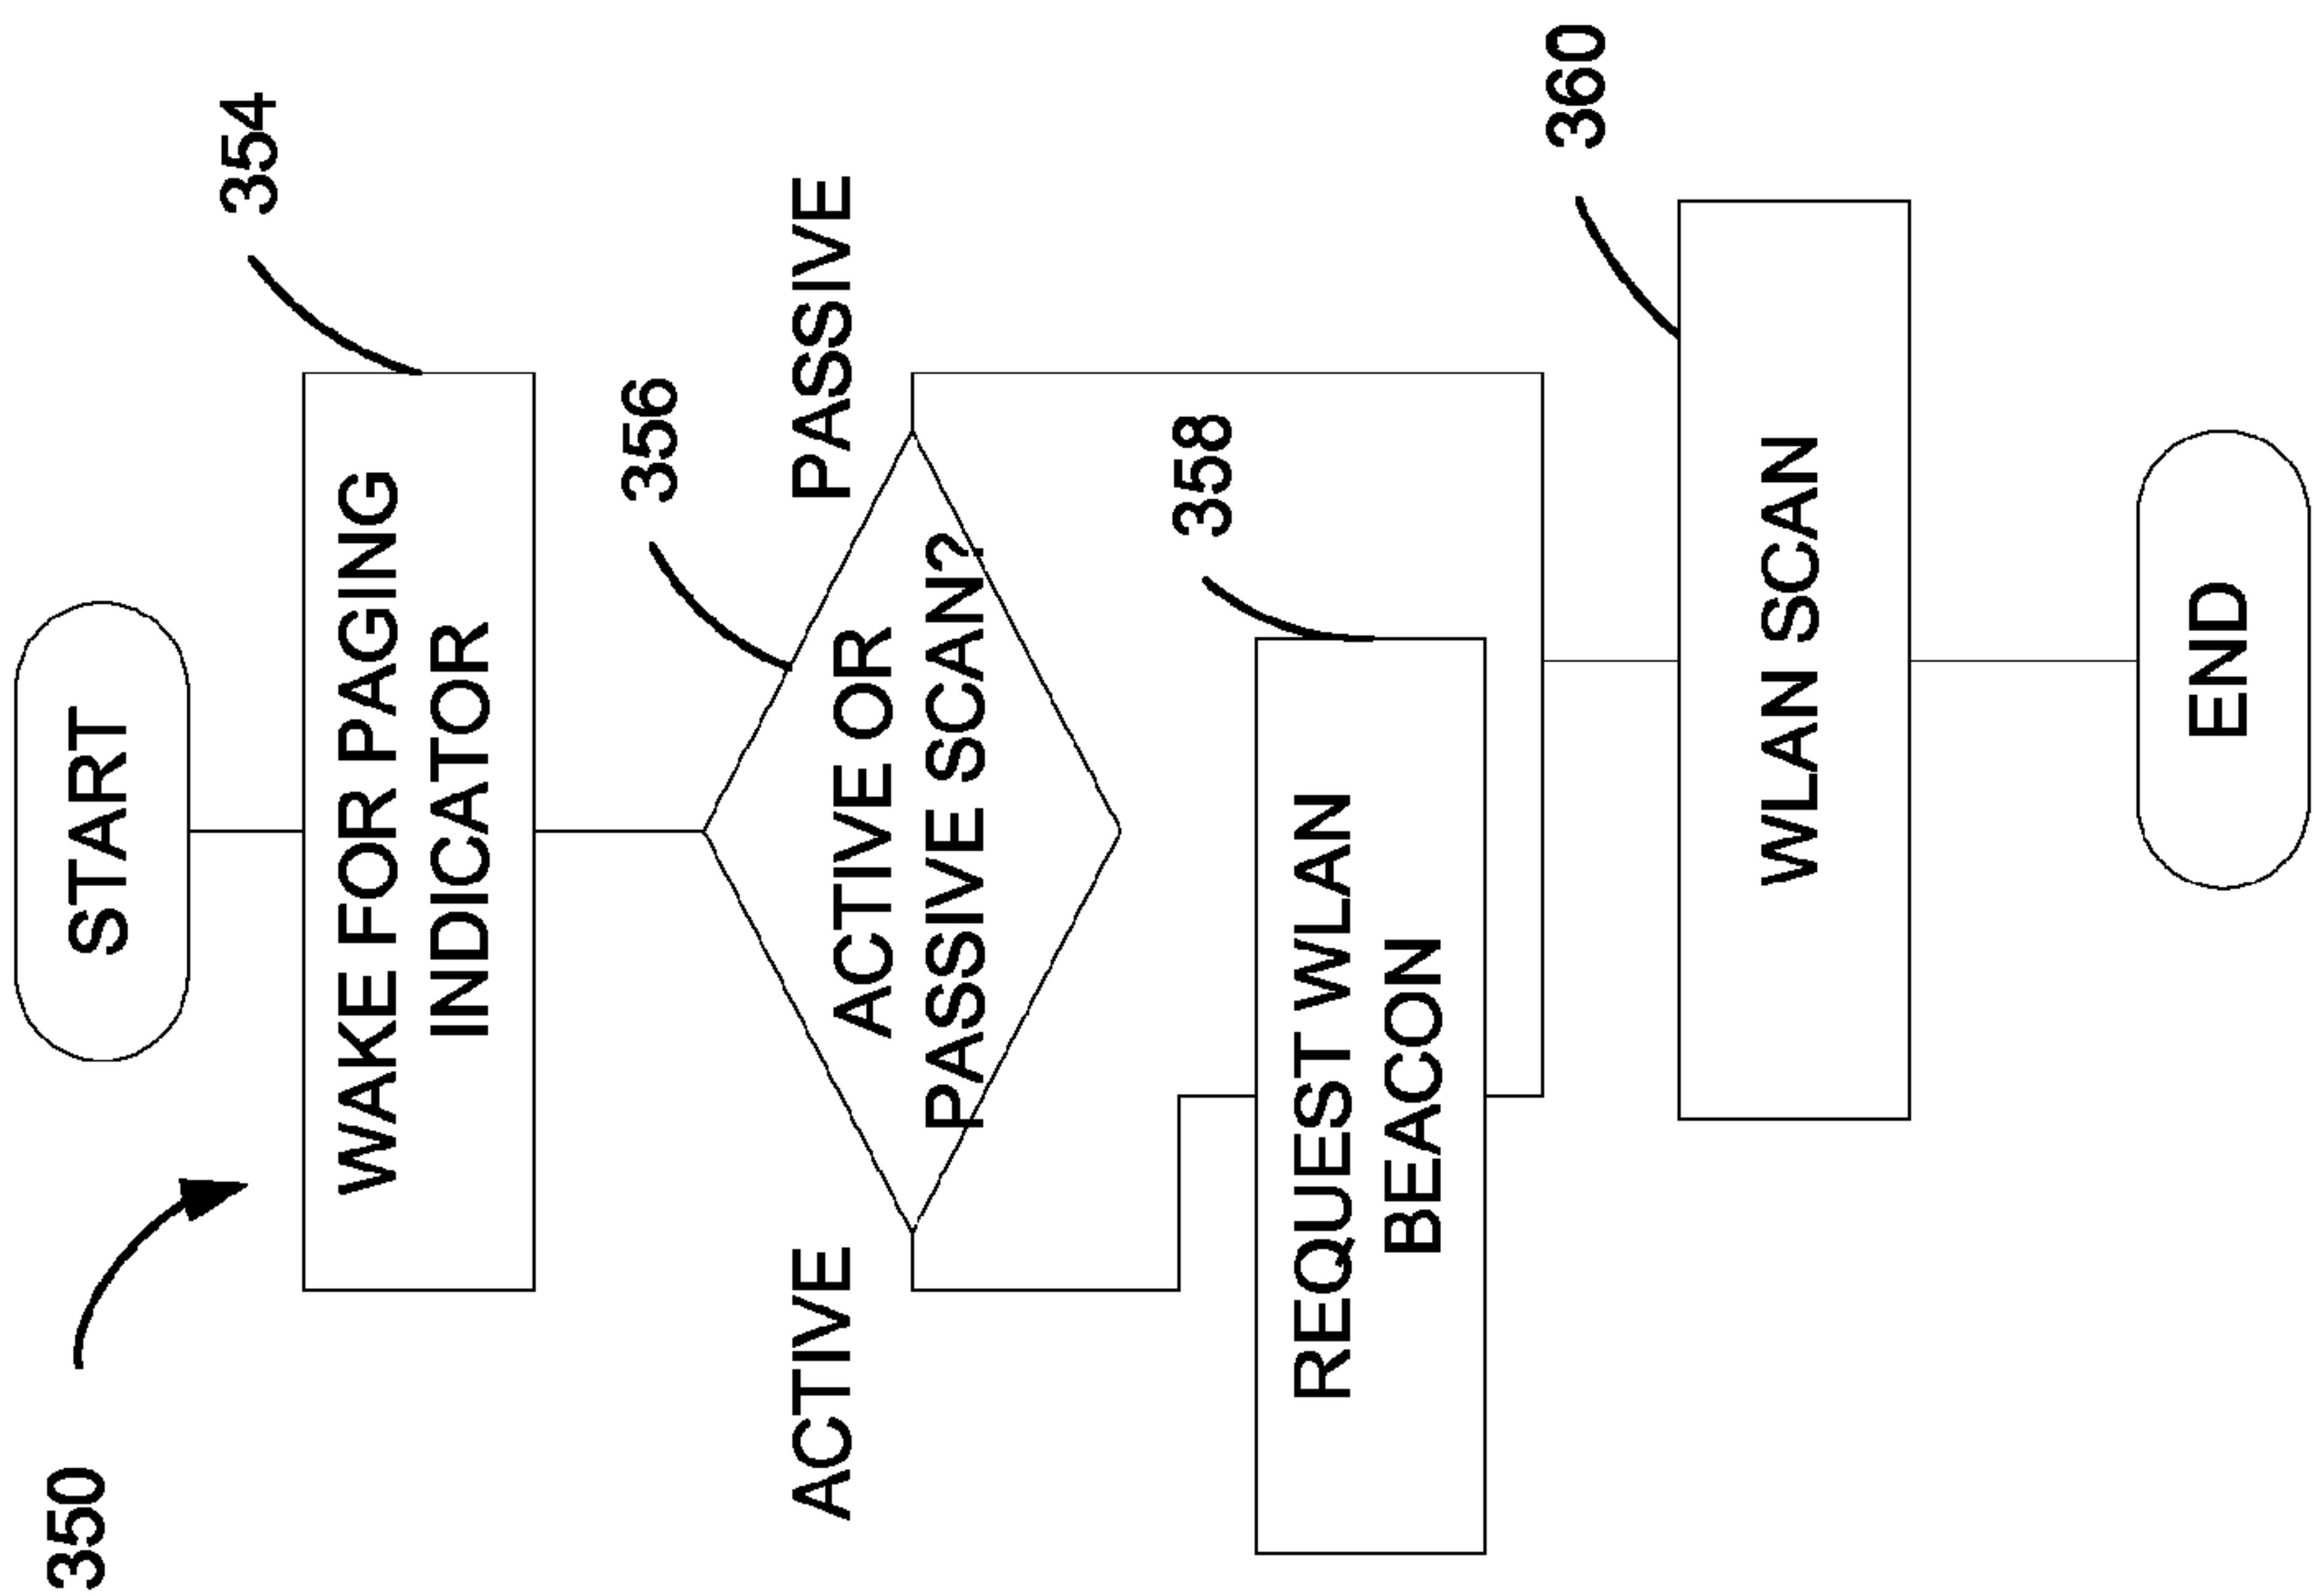 350
START
354
WAKE FOR PAGING
INDICATOR
356
ACTIVE
PASSIVE
ACTIVE OR
PASSIVE SCAN?
358
REQUEST WLAN
BEACON
360
WLAN SCAN
END